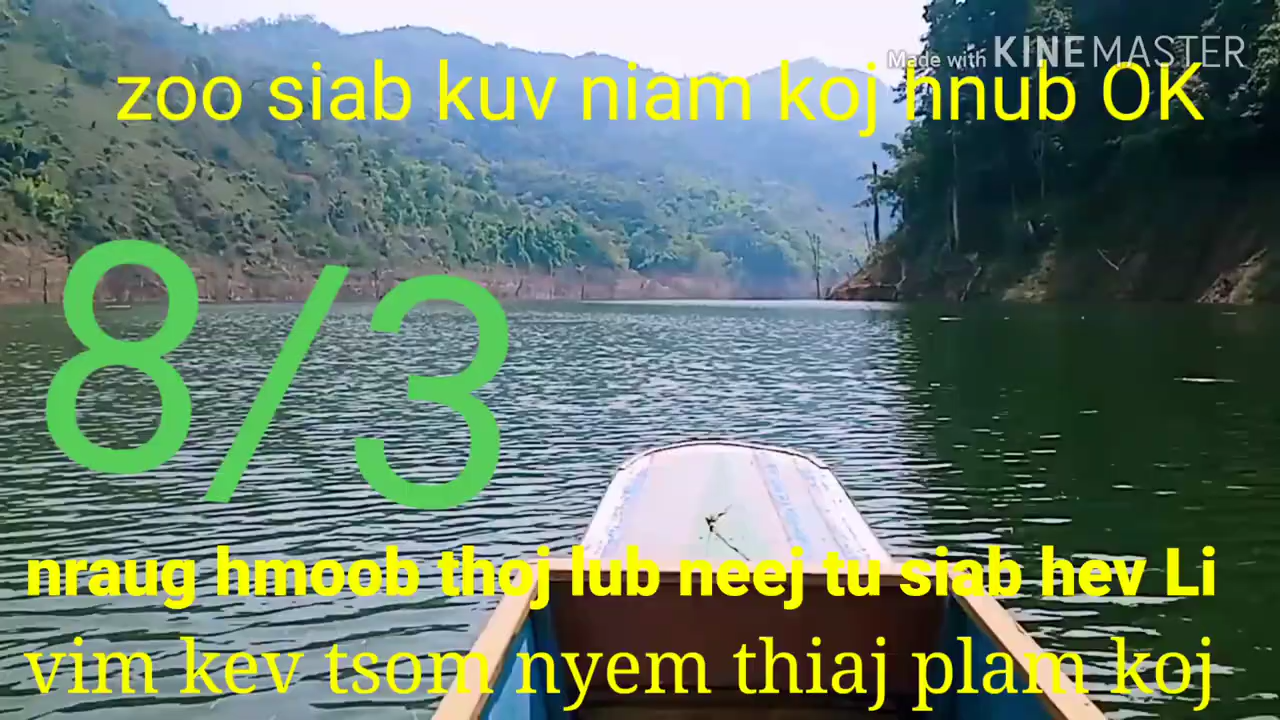 Made with KINEMASTER
zoo siab kuv niam koj hnub OK
8/3
nraug hmoob thoj lub neej tu siab hev Li
vim kev tsom nyem thiaj plam koj